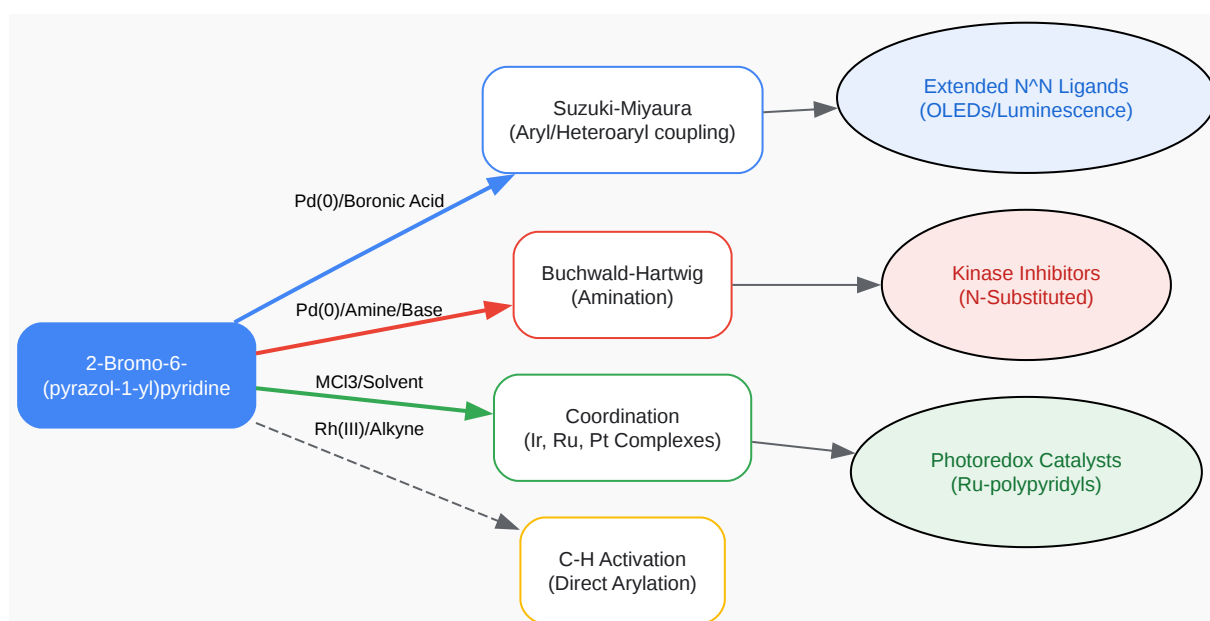 2-Bromo-6-
(pyrazol-1-yl)pyridine
Pd(0)/Boronic Acid
Suzuki-Miyaura
(Aryl/Heteroaryl coupling)
Extended N^N Ligands
(OLEDs/Luminescence)
Pd(0)/Amine/Base
Buchwald-Hartwig
(Amination)
Kinase Inhibitors
(N-Substituted)
MCl3/Solvent
Coordination
(Ir, Ru, Pt Complexes)
Photoredox Catalysts
(Ru-polypyridyls)
Rh(III)/Alkyne
C-H Activation
(Direct Arylation)